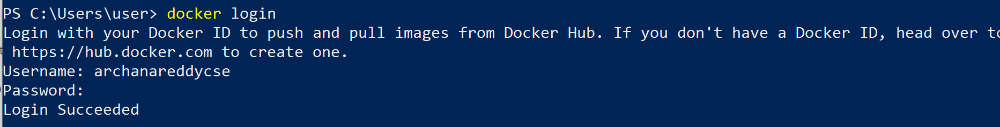 PS C:\Users\user> docker login
Login with your Docker ID to push and pull images from Docker Hub. If you don't have a Docker ID, head over to
https://hub.docker.com to create one.
Username: archanareddycse
Password:
Login Succeeded